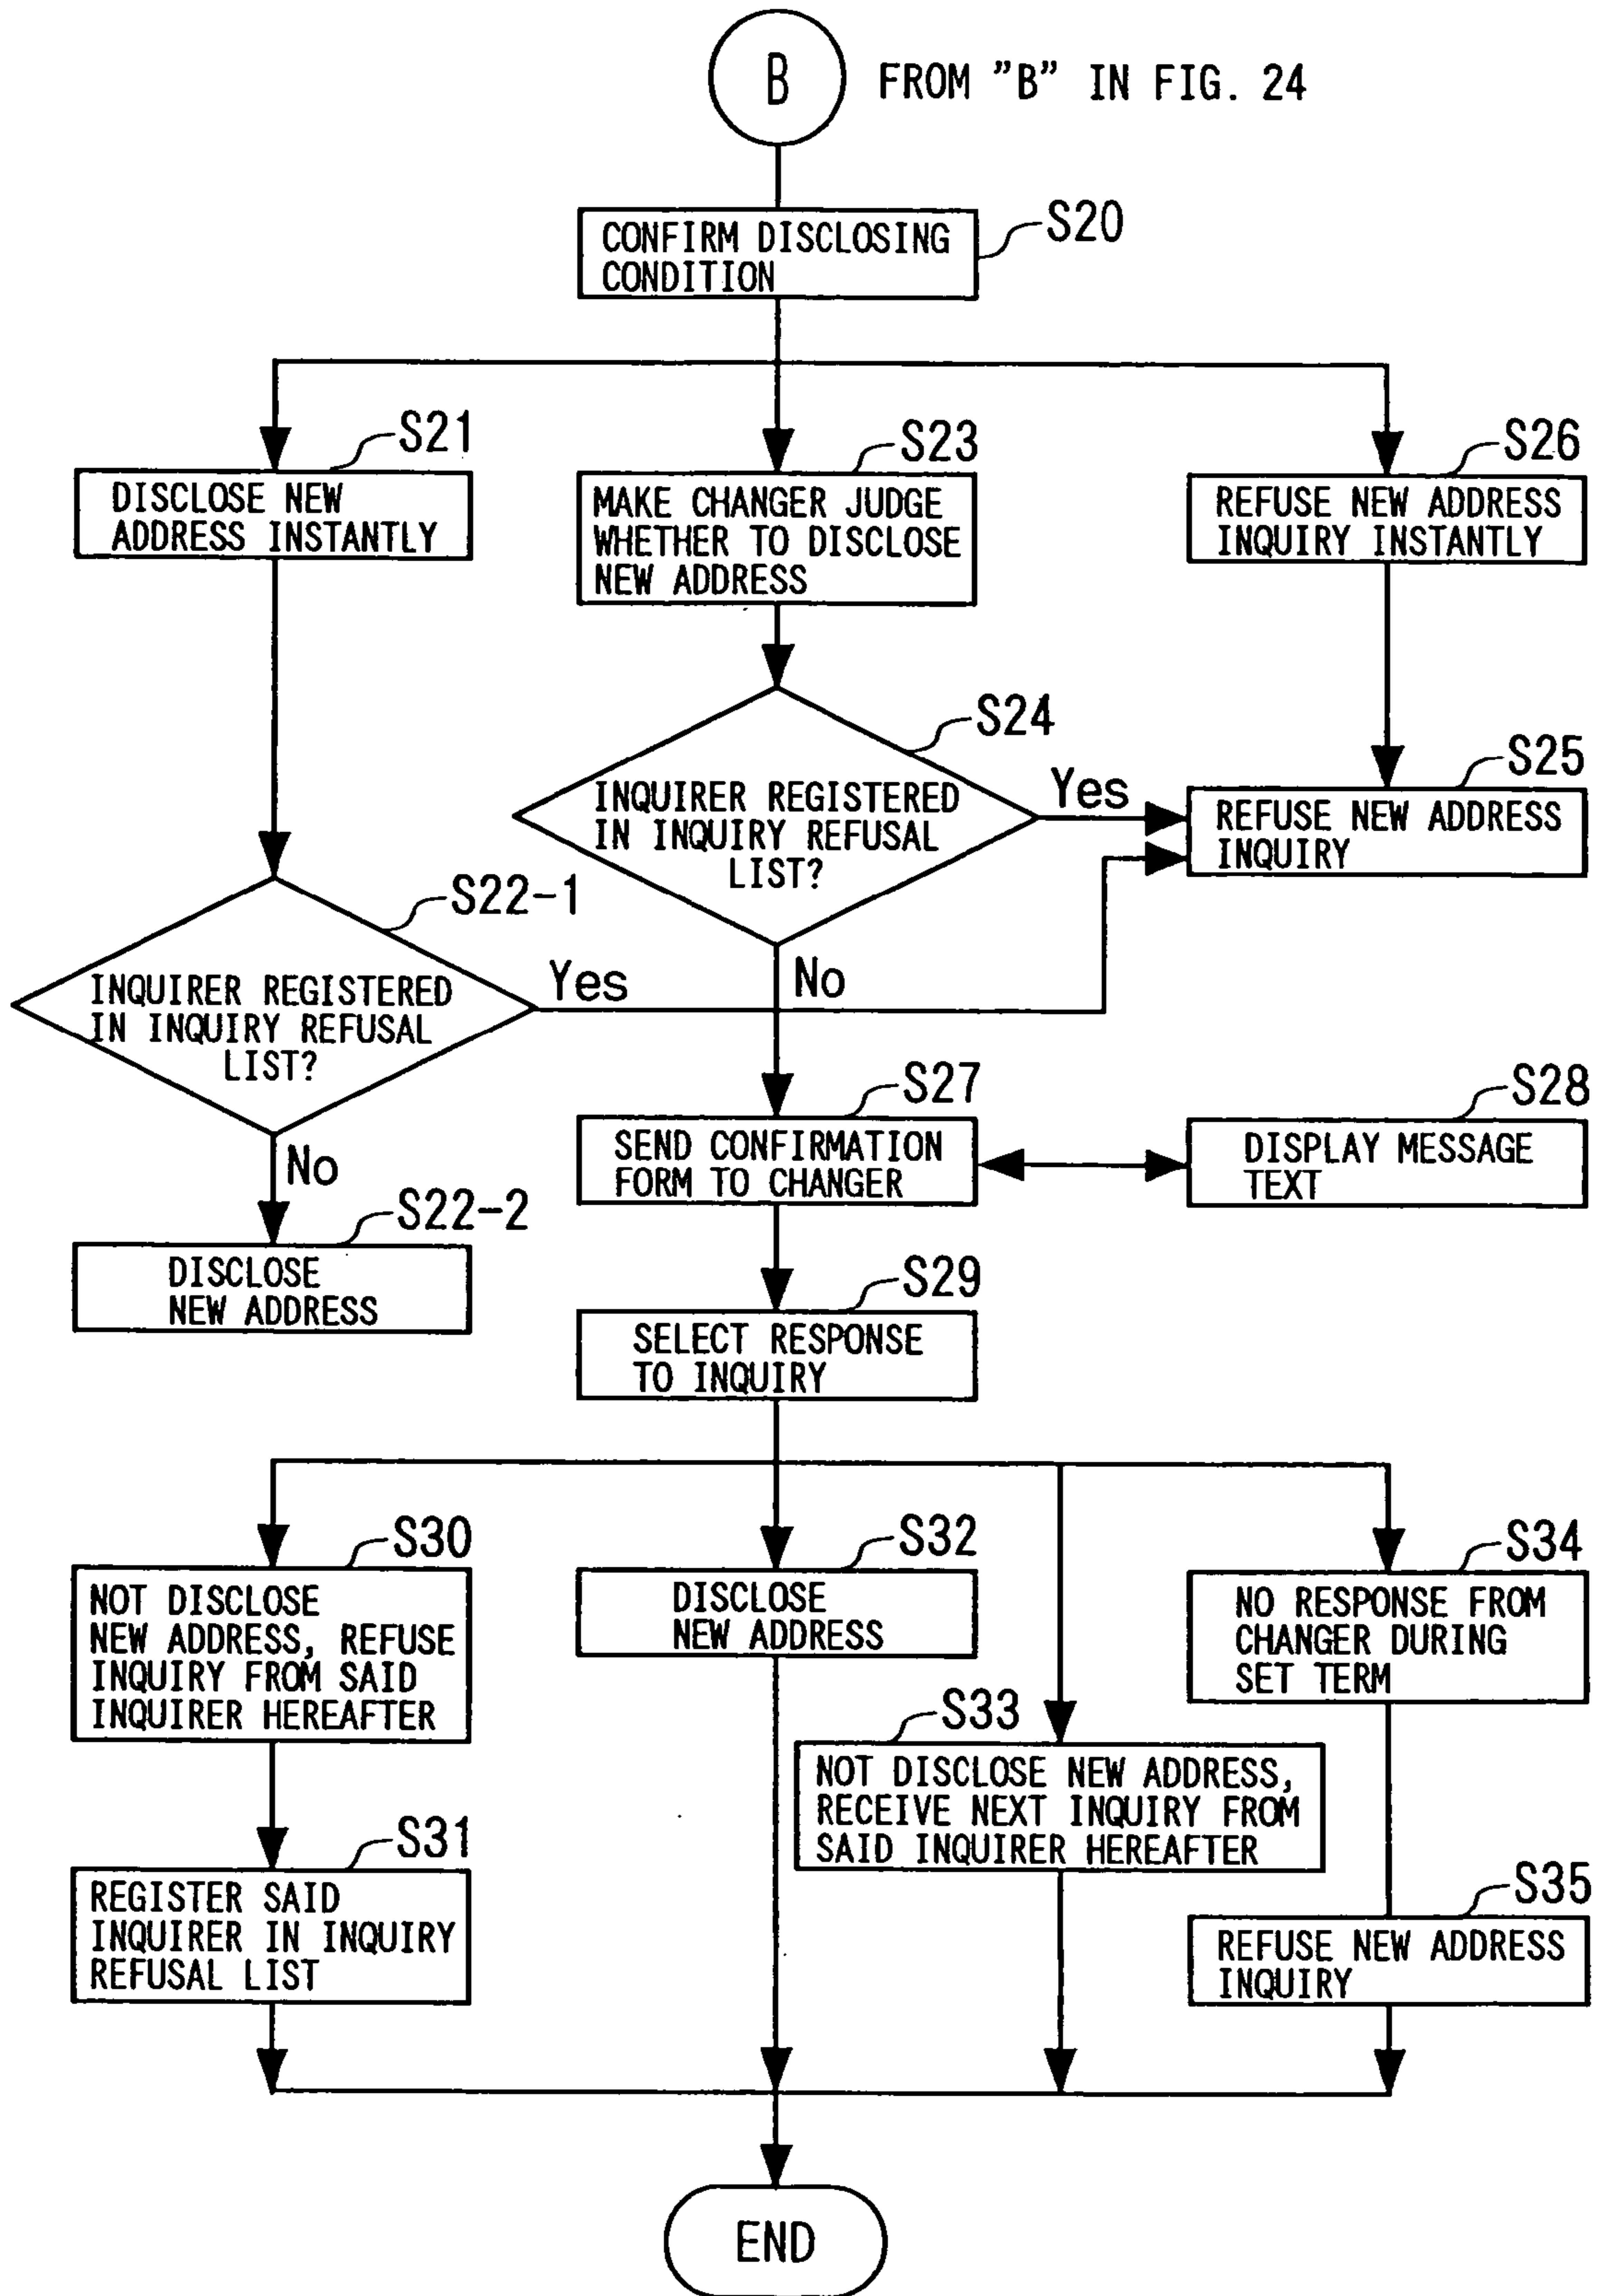 B
FROM "B" IN FIG. 24
S20
CONFIRM DISCLOSING
CONDITION
S21
DISCLOSE NEW
ADDRESS INSTANTLY
S23
MAKE CHANGER JUDGE
WHETHER TO DISCLOSE
NEW ADDRESS
S26
REFUSE NEW ADDRESS
INQUIRY INSTANTLY
S24
INQUIRER REGISTERED
IN INQUIRY REFUSAL
LIST?
Yes
No
S25
REFUSE NEW ADDRESS
INQUIRY
S22-1
INQUIRER REGISTERED
IN INQUIRY REFUSAL
LIST?
Yes
No
S22-2
DISCLOSE
NEW ADDRESS
S27
SEND CONFIRMATION
FORM TO CHANGER
S28
DISPLAY MESSAGE
TEXT
S29
SELECT RESPONSE
TO INQUIRY
S30
NOT DISCLOSE
NEW ADDRESS, REFUSE
INQUIRY FROM SAID
INQUIRER HEREAFTER
S31
REGISTER SAID
INQUIRER IN INQUIRY
REFUSAL LIST
S32
DISCLOSE
NEW ADDRESS
S33
NOT DISCLOSE NEW ADDRESS,
RECEIVE NEXT INQUIRY FROM
SAID INQUIRER HEREAFTER
S34
NO RESPONSE FROM
CHANGER DURING
SET TERM
S35
REFUSE NEW ADDRESS
INQUIRY
END